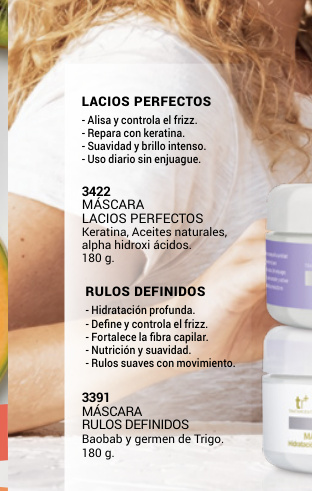 LACIOS PERFECTOS
- Alisa y controla el frizz.
- Repara con keratina.
- Suavidad y brillo intenso.
- Uso diario sin enjuague.
3422
MÁSCARA
LACIOS PERFECTOS
Keratina, Aceites naturales,
alpha hidroxi ácidos.
180 g.
RULOS DEFINIDOS
- Hidratación profunda.
- Define y controla el frizz.
- Fortalece la fibra capilar.
- Nutrición y suavidad.
- Rulos suaves con movimiento.
3391
MÁSCARA
RULOS DEFINIDOS
Baobab y germen de Trigo.
180 g.